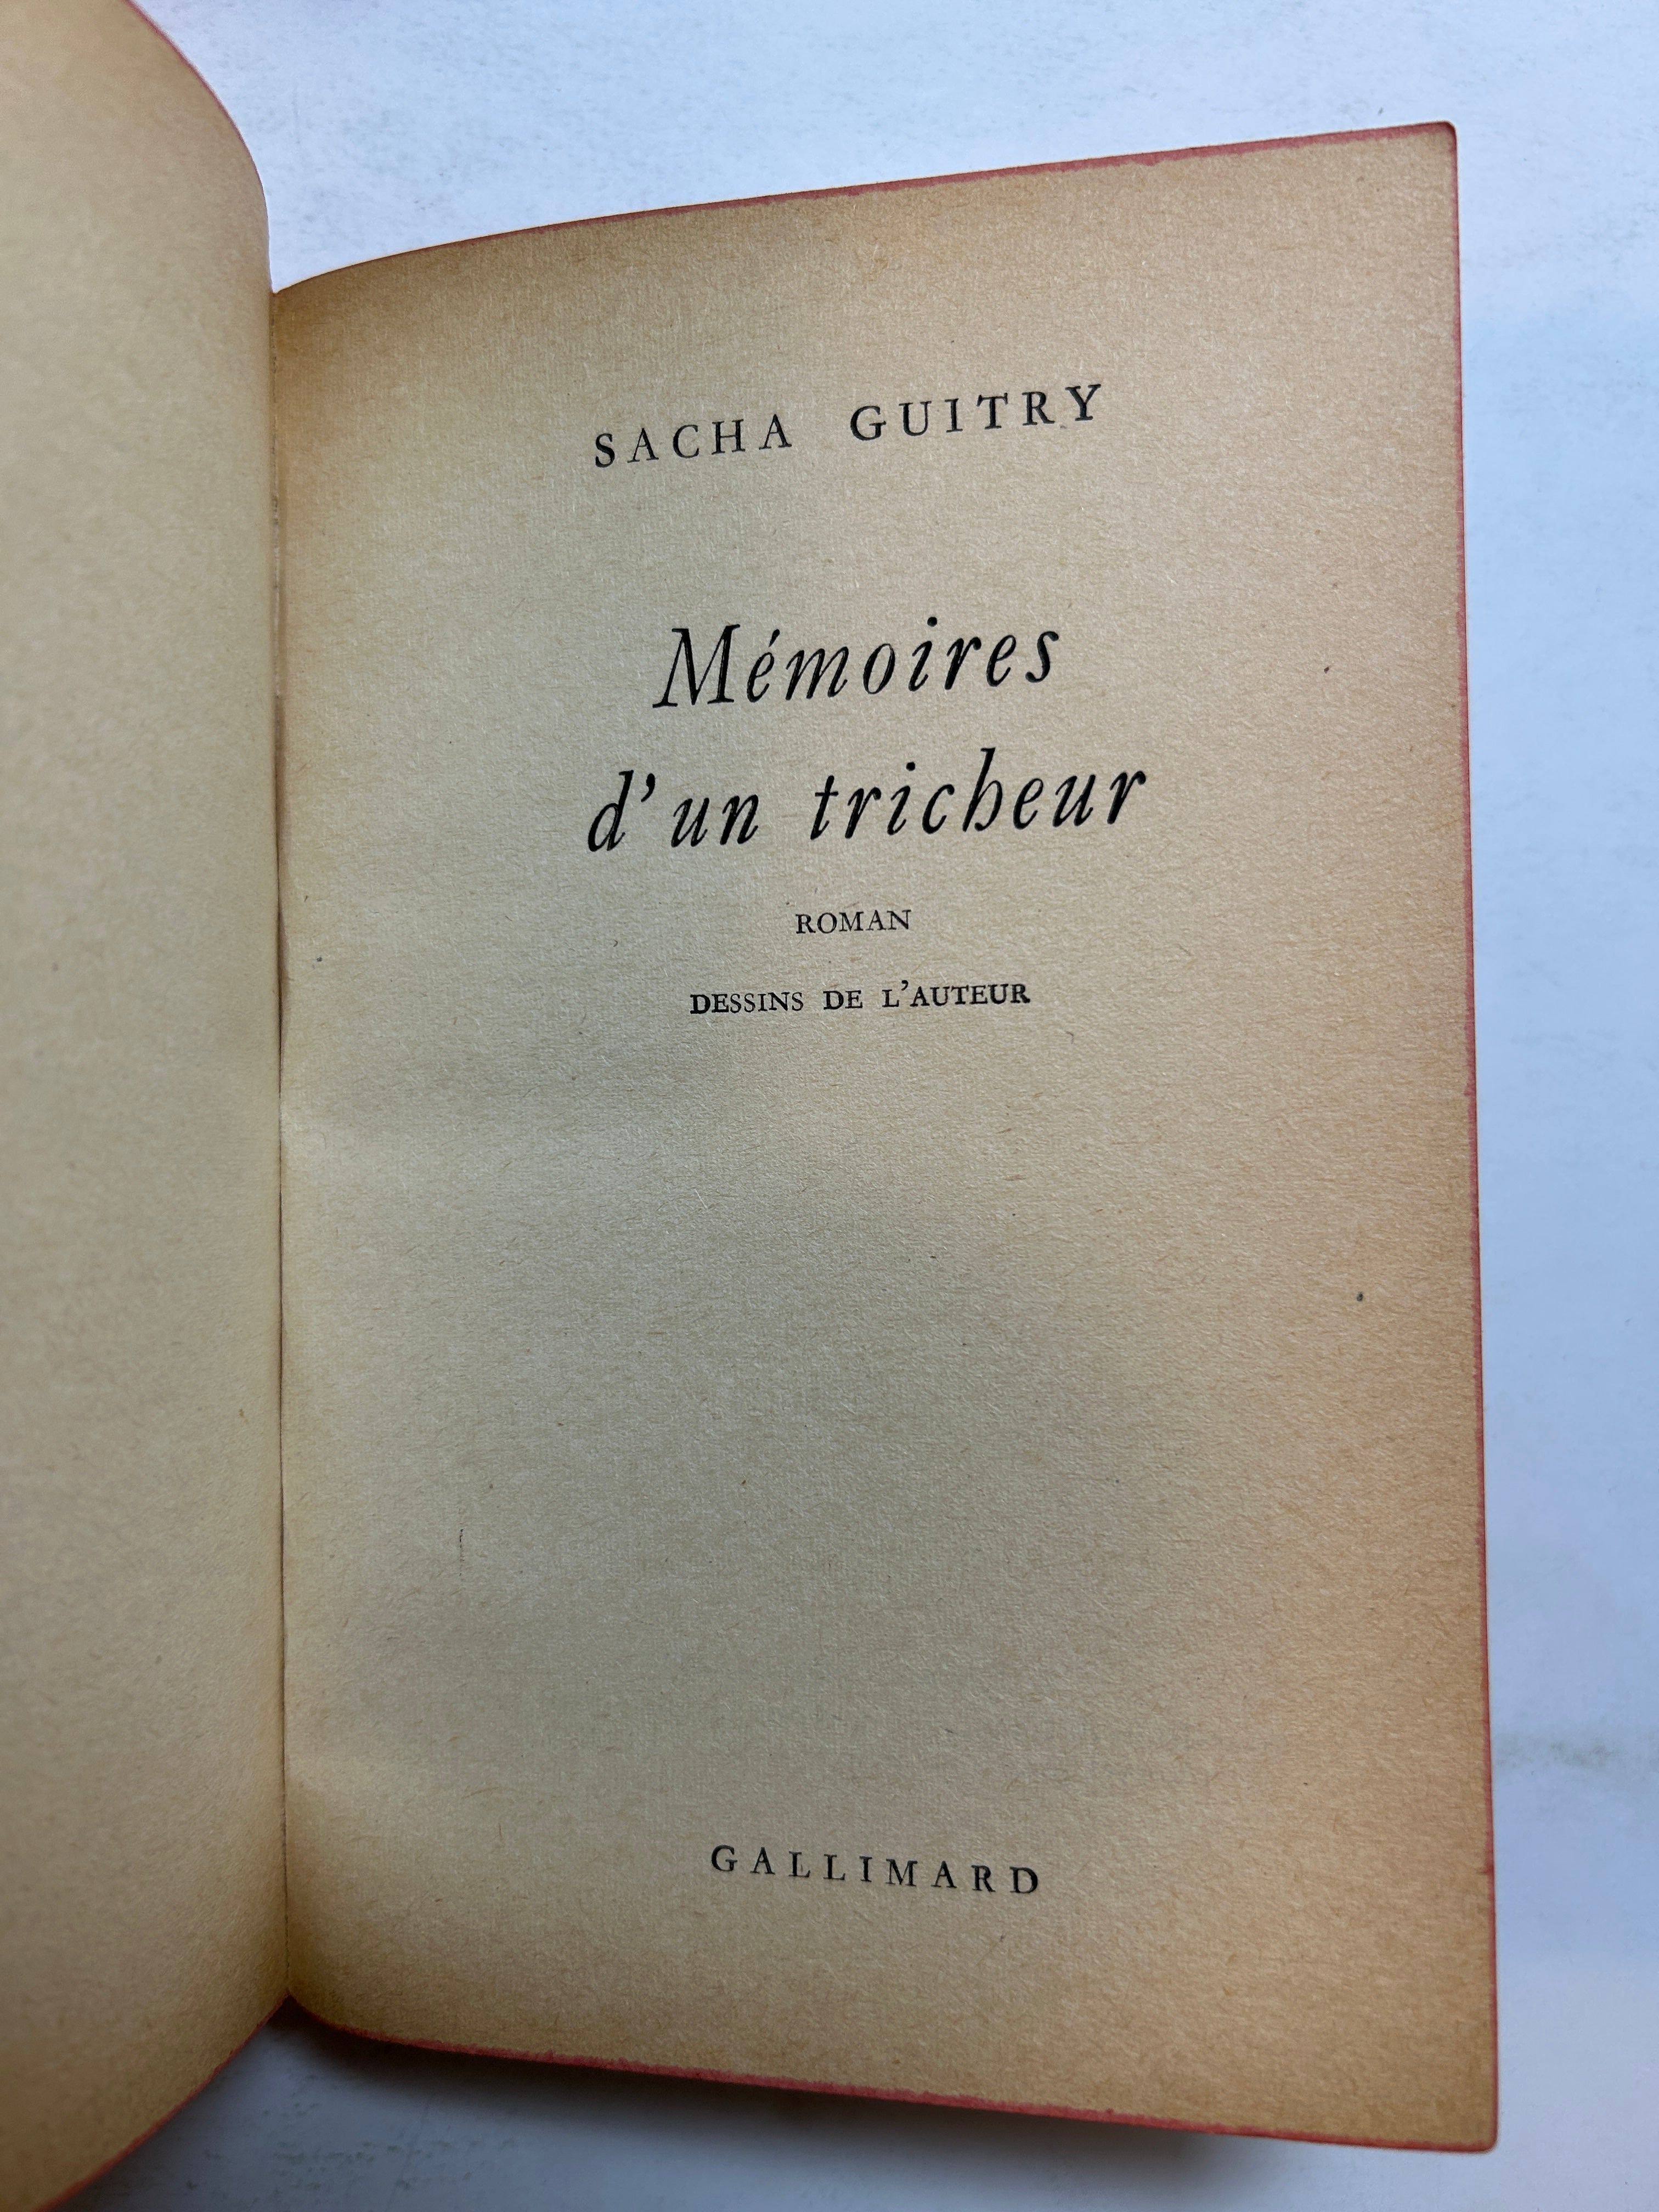 SACHA GUITRY
Mémoires
d'un tricheur
ROMAN
DESSINS DE L'AUTEUR
GALLIMARD